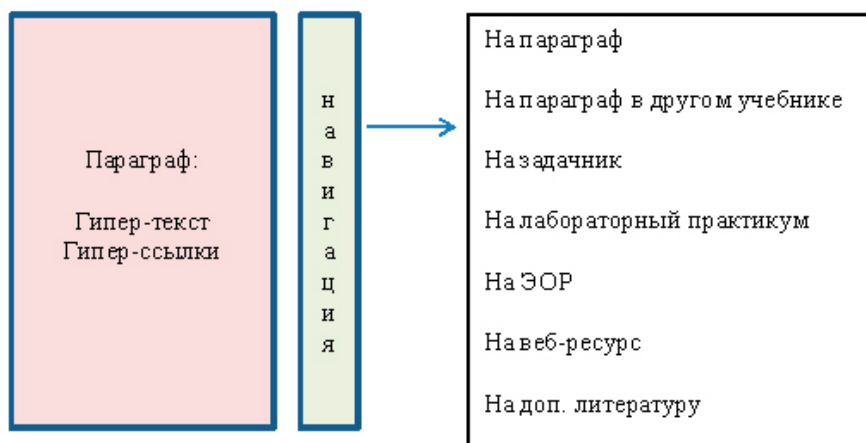 Параграф:
Гипер-текст
Гипер-ссылки
навигация
На параграф
На параграф в другом учебнике
На задачник
На лабораторный практикум
На ЭОР
На веб-ресурс
На доп. литературу